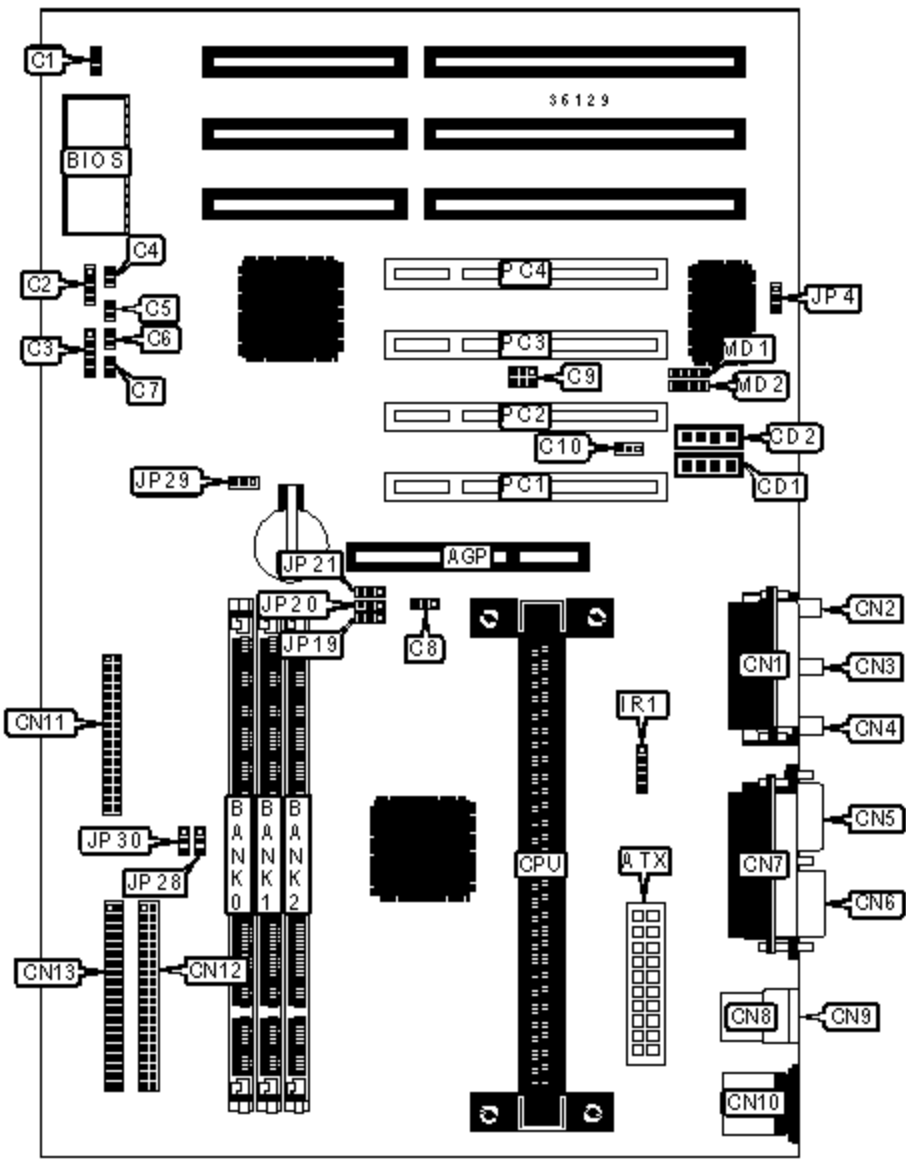 C1
36129
BIOS
C4
C2
PC4
JP4
C5
C6
C3
PC3
MD1
C7
C9
MD2
PC2
C10
CD2
JP29
PC1
CD1
AGP
JP21
JP20
JP19
C8
CN2
CN1
CN3
IR1
CN11
CN4
BANK0
BANK1
BANK2
CN5
JP30
CPU
ATX
CN7
JP28
CN6
CN13
CN12
CN8
CN9
CN10